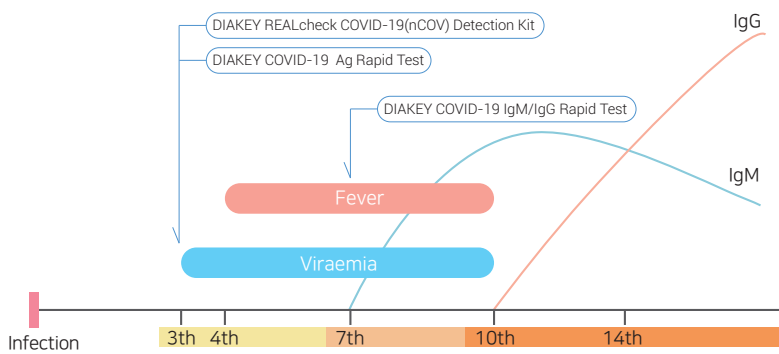 DIAKEY REALcheck COVID-19(nCOV) Detection Kit
IgG
DIAKEY COVID-19 Ag Rapid Test
DIAKEY COVID-19 IgM/IgG Rapid Test
IgM
Fever
Viraemia
Infection
3th 4th 7th 10th 14th